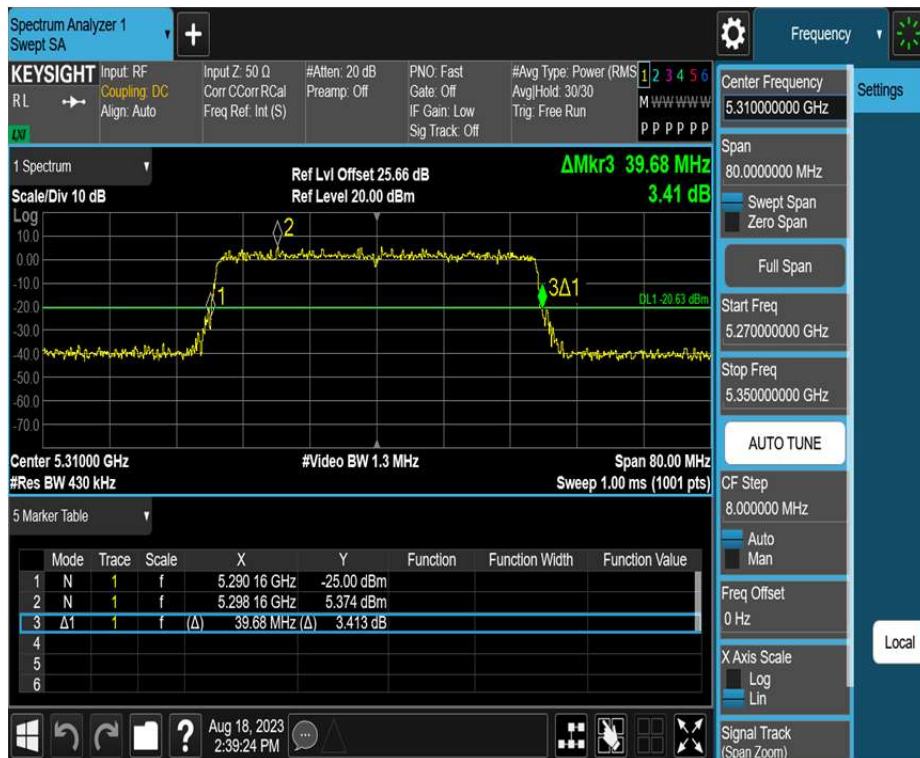 Spectrum Analyzer 1
Swept SA
Frequency
KEYSIGHT
RL
LXI
Input: RF
Coupling: DC
Align: Auto
Input Z: 50 Ω
Corr CCorr RCal
Freq Ref: Int (S)
#Atten: 20 dB
Preamp: Off
PNO: Fast
Gate: Off
IF Gain: Low
Sig Track: Off
#Avg Type: Power (RMS
Avg|Hold: 30/30
Trig: Free Run
1 2 3 4 5 6
M W W W W W
P P P P P P
1 Spectrum
Scale/Div 10 dB
Ref Lvl Offset 25.66 dB
Ref Level 20.00 dBm
ΔMkr3 39.68 MHz
3.41 dB
Log
10.0
0.00
-10.0
-20.0
-30.0
-40.0
-50.0
-60.0
-70.0
1
2
3Δ1
DL1 -20.63 dBm
Center 5.31000 GHz
#Video BW 1.3 MHz
Span 80.00 MHz
#Res BW 430 kHz
Sweep 1.00 ms (1001 pts)
5 Marker Table
Mode Trace Scale X Y Function Function Width Function Value
1 N 1 f 5.290 16 GHz -25.00 dBm
2 N 1 f 5.298 16 GHz 5.374 dBm
3 Δ1 1 f (Δ) 39.68 MHz (Δ) 3.413 dB
4
5
6
?
Aug 18, 2023
2:39:24 PM
Center Frequency
5.310000000 GHz
Span
80.0000000 MHz
Swept Span
Zero Span
Full Span
Start Freq
5.270000000 GHz
Stop Freq
5.350000000 GHz
AUTO TUNE
CF Step
8.000000 MHz
Auto
Man
Freq Offset
0 Hz
X Axis Scale
Log
Lin
Signal Track
(Span Zoom)
Settings
Local